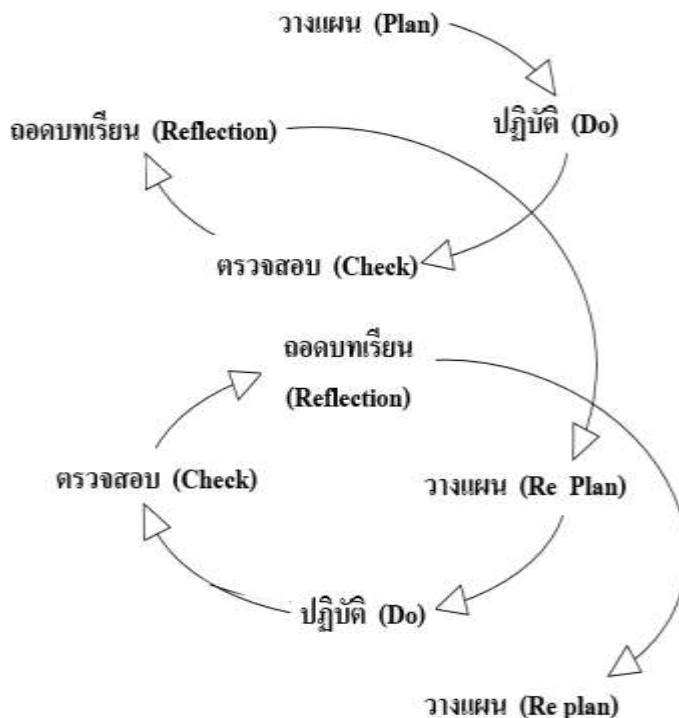 วางแผน (Plan)
ปฏิบัติ (Do)
ถอดบทเรียน (Reflection)
ตรวจสอบ (Check)
ถอดบทเรียน
(Reflection)
ตรวจสอบ (Check)
วางแผน (Re Plan)
ปฏิบัติ (Do)
วางแผน (Re plan)